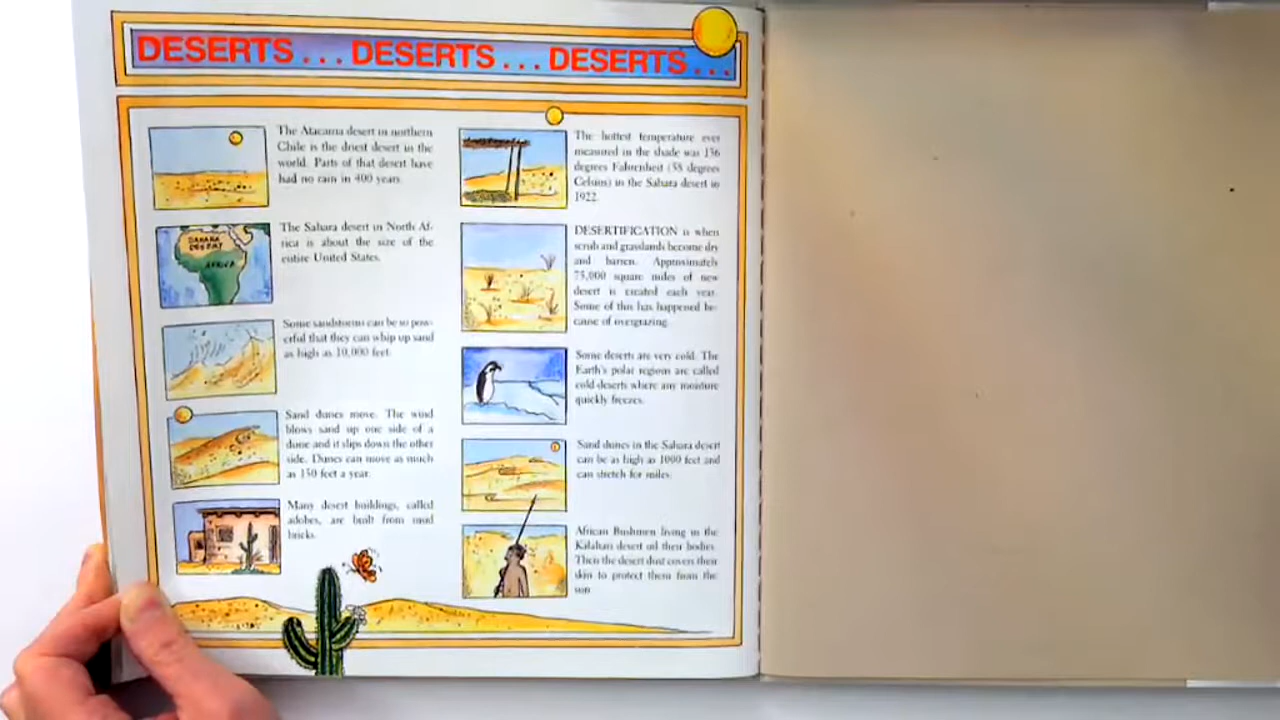 DESERTS . . . DESERTS . . . DESERTS . . .
The Atacama desert in northern
Chile is the driest desert in the
world. Parts of that desert have
had no rain in 400 years.
SAHARA
DESERT
AFRICA
The Sahara desert in North Af-
rica is about the size of the
entire United States.
Some sandstorms can be so pow-
erful that they can whip up sand
as high as 10,000 feet.
Sand dunes move. The wind
blows sand up one side of a
dune and it slips down the other
side. Dunes can move as much
as 150 feet a year.
Many desert buildings, called
adobes, are built from mud
bricks.
The hottest temperature ever
measured in the shade was 136
degrees Fahrenheit (58 degrees
Celsius) in the Sahara desert in
1922.
DESERTIFICATION is when
scrub and grasslands become dry
and barren. Approximately
75,000 square miles of new
desert is created each year.
Some of this has happened be-
cause of overgrazing.
Some deserts are very cold. The
Earth's polar regions are called
cold deserts where any moisture
quickly freezes.
Sand dunes in the Sahara desert
can be as high as 1000 feet and
can stretch for miles.
African Bushmen living in the
Kalahari desert oil their bodies.
Then the desert dust covers their
skin to protect them from the
sun.